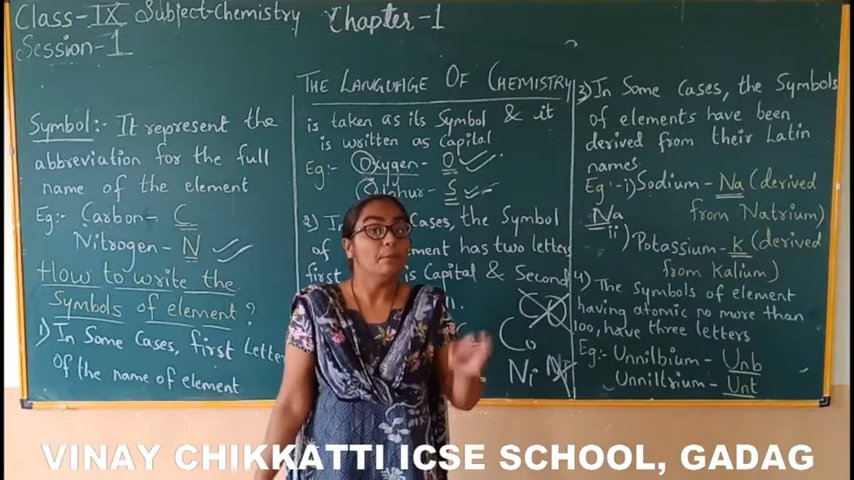 Class-IX Subject-Chemistry Chapter-1
Session-1
THE LANGUAGE OF CHEMISTRY
Symbol:- It represent the
abbreviation for the full
name of the element
Eg:- Carbon- C
Nitrogen- N
How to write the
Symbols of element?
1) In Some Cases, first Letter
of the name of element
is taken as its Symbol & it
is written as Capital
Eg:- Oxygen- O
Sulphur- S
2) In Cases, the Symbol
of element has two letters
first is Capital & Second
CO
Co
Ni NI
3) In Some Cases, the Symbols
of elements have been
derived from their Latin
names.
Eg:- i) Sodium - Na (derived
Na from Natrium)
ii) Potassium - K (derived
from Kalium)
4) The Symbols of element
having atomic no more than
100, have three letters
Eg:- Unnilbium - Unb
Unniltrium - Unt
VINAY CHIKKATTI ICSE SCHOOL, GADAG